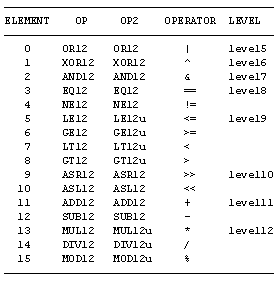 ELEMENT OP OP2 OPERATOR LEVEL
0 OR12 OR12 | level5
1 XOR12 XOR12 ^ level6
2 AND12 AND12 & level7
3 EQ12 EQ12 == level8
4 NE12 NE12 !=
5 LE12 LE12u <= level9
6 GE12 GE12u >=
7 LT12 LT12u <
8 GT12 GT12u >
9 ASR12 ASR12 >> level10
10 ASL12 ASL12 <<
11 ADD12 ADD12 + level11
12 SUB12 SUB12 -
13 MUL12 MUL12u * level12
14 DIV12 DIV12u /
15 MOD12 MOD12u %